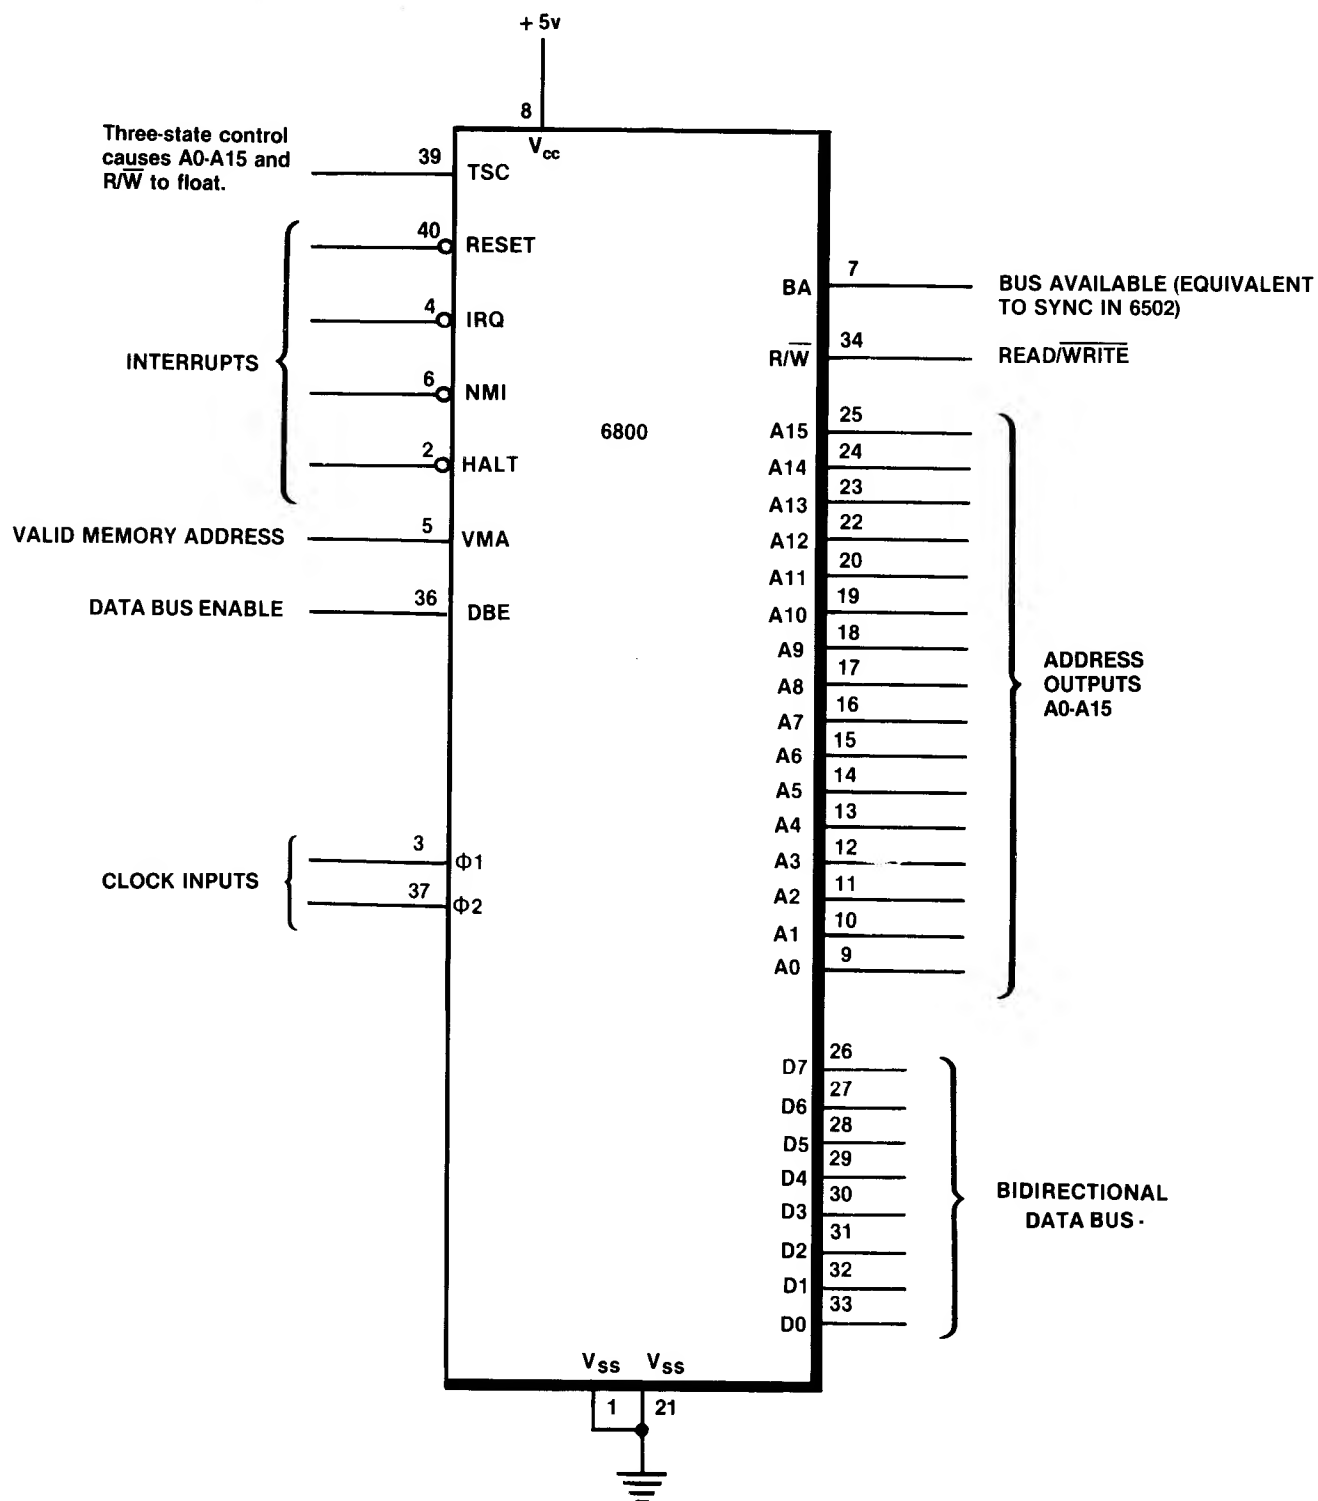 + 5v
8
Vcc
Three-state control
causes A0-A15 and
R/W̅ to float.
39
TSC
40
RESET
4
IRQ
INTERRUPTS
6
NMI
2
HALT
VALID MEMORY ADDRESS
5
VMA
DATA BUS ENABLE
36
DBE
CLOCK INPUTS
3
Φ1
37
Φ2
6800
BA
7
BUS AVAILABLE (EQUIVALENT
TO SYNC IN 6502)
R/W̅
34
READ/W̅R̅I̅T̅E̅
A15
25
A14
24
A13
23
A12
22
A11
20
A10
19
A9
18
A8
17
A7
16
A6
15
A5
14
A4
13
A3
12
A2
11
A1
10
A0
9
ADDRESS
OUTPUTS
A0-A15
D7
26
D6
27
D5
28
D4
29
D3
30
D2
31
D1
32
D0
33
BIDIRECTIONAL
DATA BUS
VSS VSS
1 21